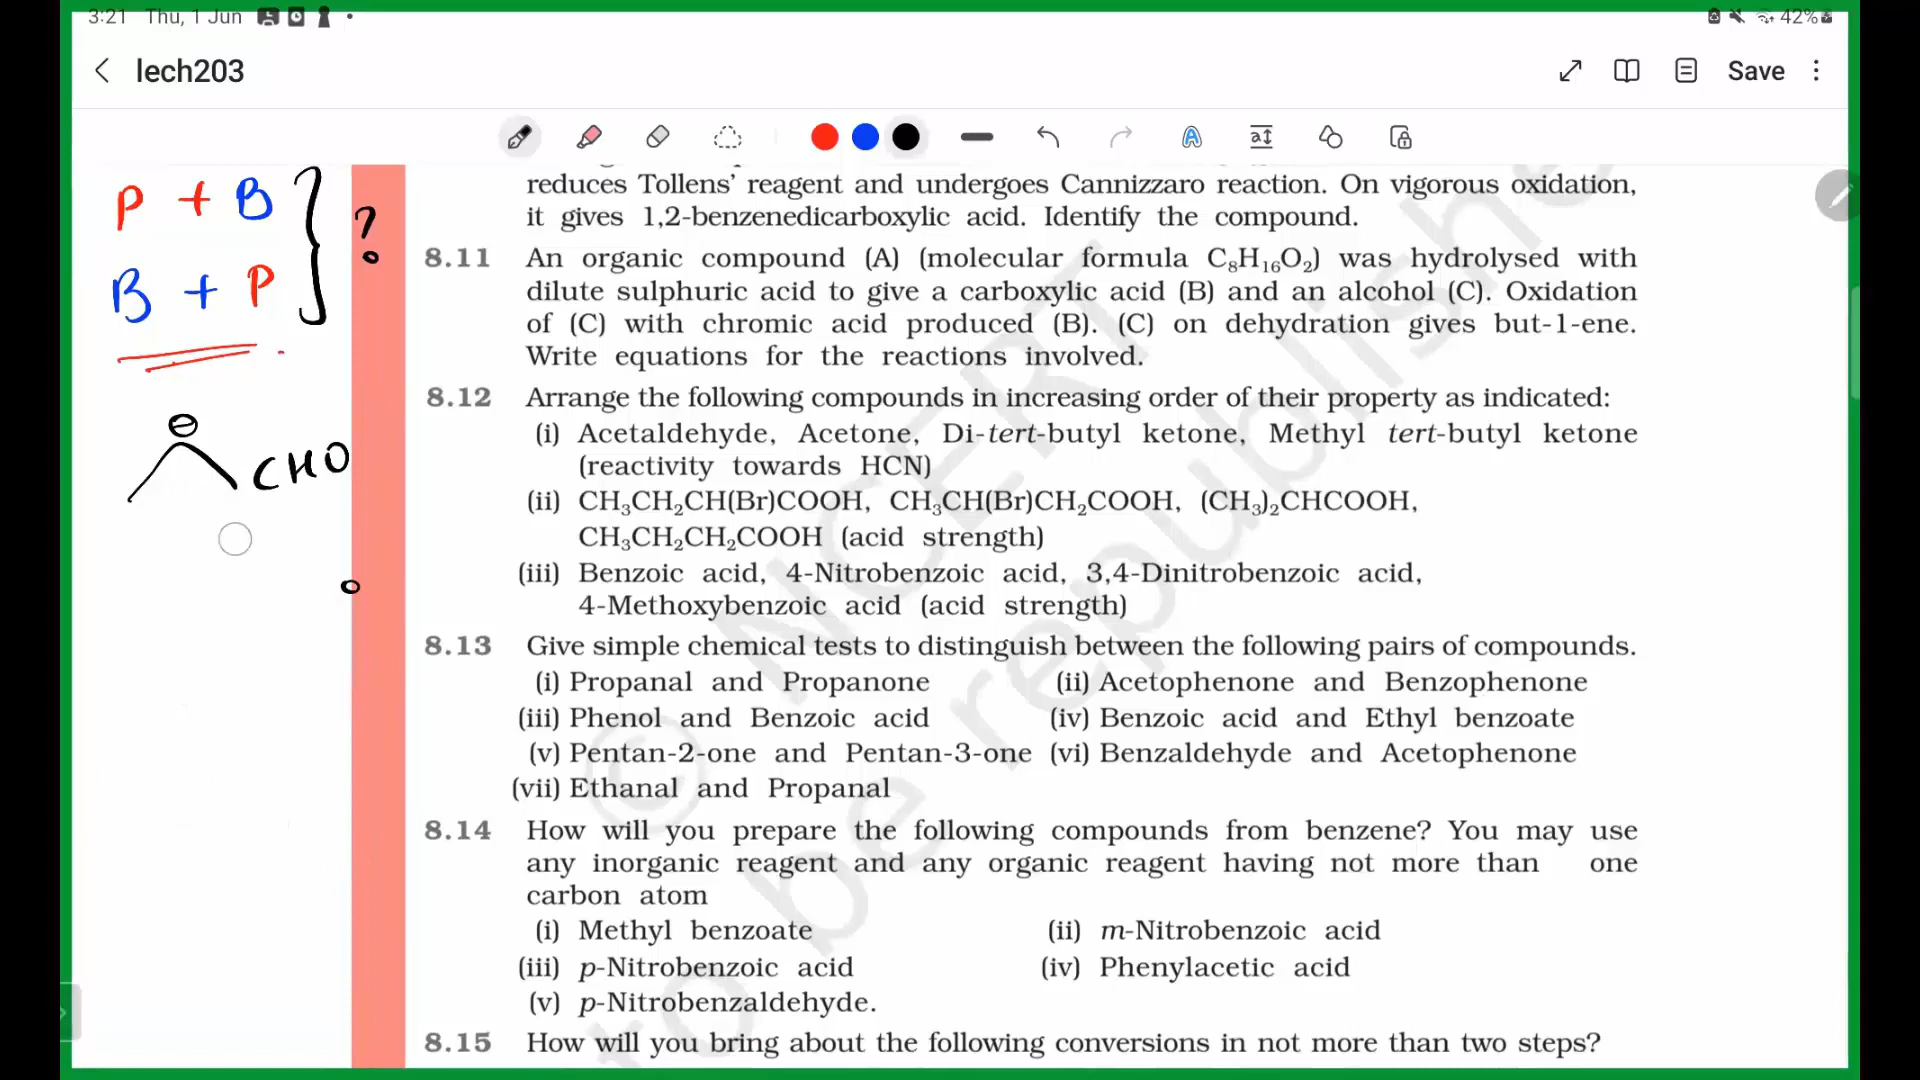 3:21 Thu, 1 Jun
42%
lech203
Save
P + B
B + P
?
⊖
CHO
reduces Tollens’ reagent and undergoes Cannizzaro reaction. On vigorous oxidation,
it gives 1,2-benzenedicarboxylic acid. Identify the compound.
8.11 An organic compound (A) (molecular formula C₈H₁₆O₂) was hydrolysed with
dilute sulphuric acid to give a carboxylic acid (B) and an alcohol (C). Oxidation
of (C) with chromic acid produced (B). (C) on dehydration gives but-1-ene.
Write equations for the reactions involved.
8.12 Arrange the following compounds in increasing order of their property as indicated:
(i) Acetaldehyde, Acetone, Di-tert-butyl ketone, Methyl tert-butyl ketone
(reactivity towards HCN)
(ii) CH₃CH₂CH(Br)COOH, CH₃CH(Br)CH₂COOH, (CH₃)₂CHCOOH,
CH₃CH₂CH₂COOH (acid strength)
(iii) Benzoic acid, 4-Nitrobenzoic acid, 3,4-Dinitrobenzoic acid,
4-Methoxybenzoic acid (acid strength)
8.13 Give simple chemical tests to distinguish between the following pairs of compounds.
(i) Propanal and Propanone (ii) Acetophenone and Benzophenone
(iii) Phenol and Benzoic acid (iv) Benzoic acid and Ethyl benzoate
(v) Pentan-2-one and Pentan-3-one (vi) Benzaldehyde and Acetophenone
(vii) Ethanal and Propanal
8.14 How will you prepare the following compounds from benzene? You may use
any inorganic reagent and any organic reagent having not more than one
carbon atom
(i) Methyl benzoate (ii) m-Nitrobenzoic acid
(iii) p-Nitrobenzoic acid (iv) Phenylacetic acid
(v) p-Nitrobenzaldehyde.
8.15 How will you bring about the following conversions in not more than two steps?
© NCERT
to be republishe